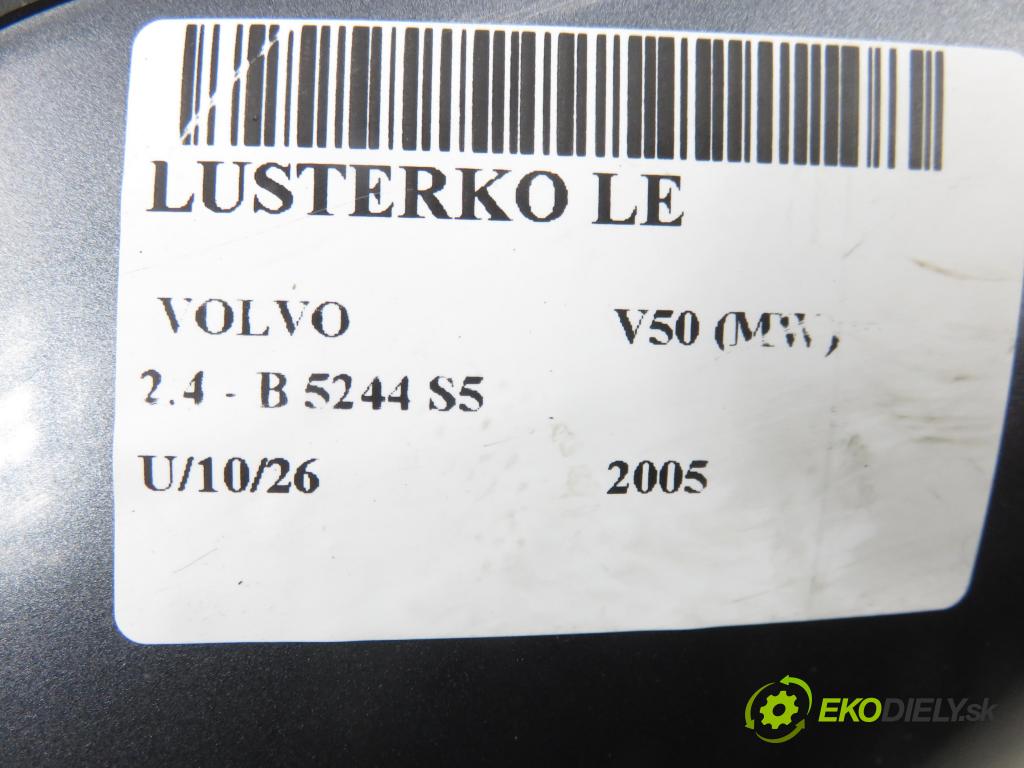 LUSTERKO LE
VOLVO V50 (MW)
2.4 - B 5244 S5
U/10/26 2005
EKODIELY.sk